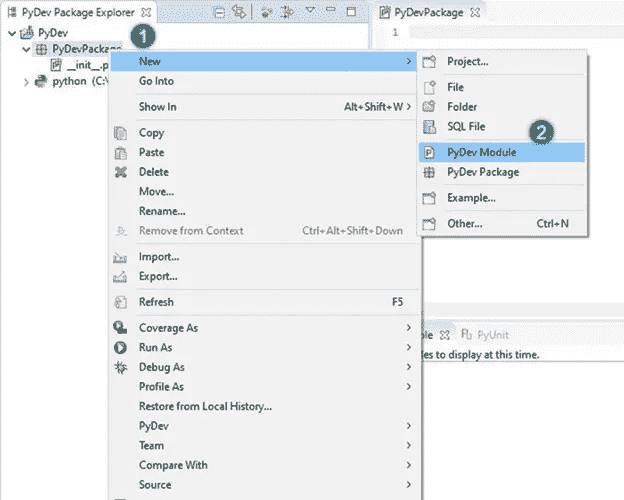 PyDev Package Explorer
PyDevPackage
1
1
PyDev
PyDevPackage
__init__.p
python (C:\
New
Go Into
Show In Alt+Shift+W >
Copy
Paste
Delete
Move...
Rename...
Remove from Context Ctrl+Alt+Shift+Down
Import...
Export...
Refresh F5
Coverage As
Run As
Debug As
Profile As
Restore from Local History...
PyDev
Team
Compare With
Source
Project...
File
Folder
SQL File
2
PyDev Module
PyDev Package
Example...
Other... Ctrl+N
ble PyUnit
les to display at this time.